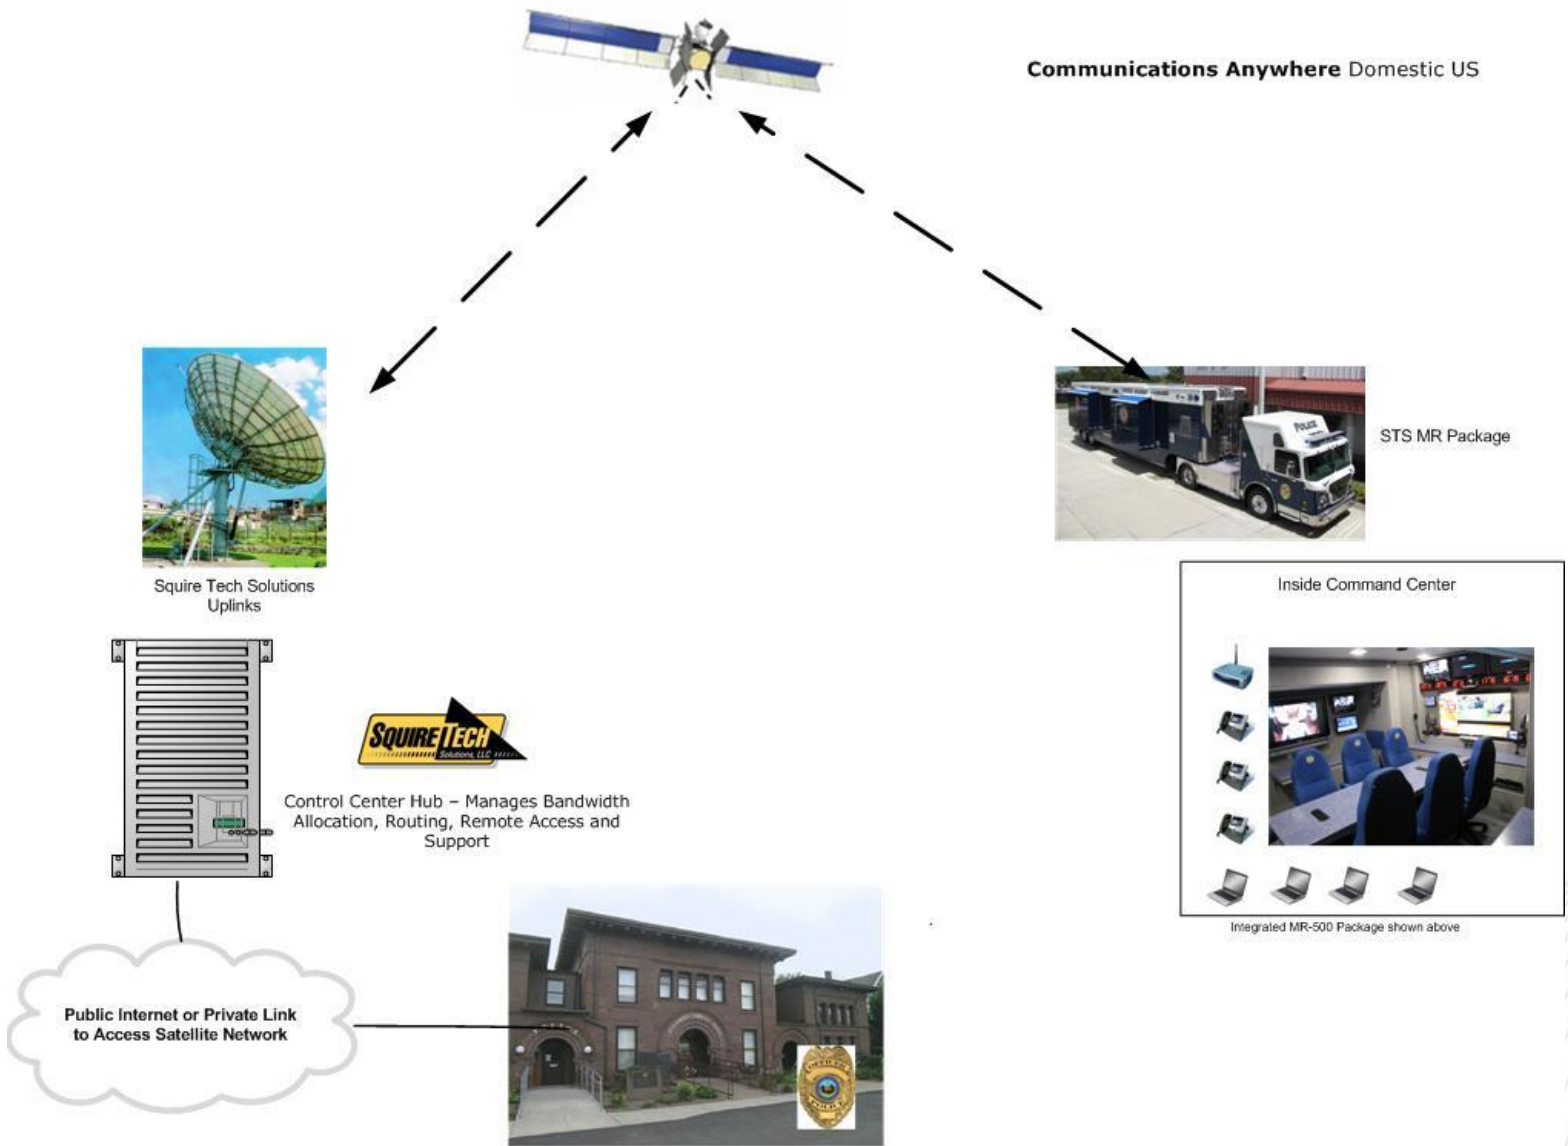 Communications Anywhere Domestic US
STS MR Package
Squire Tech Solutions
Uplinks
Inside Command Center
SQUIRE TECH
Solutions, LLC
Control Center Hub – Manages Bandwidth
Allocation, Routing, Remote Access and
Support
Integrated MR-500 Package shown above
Public Internet or Private Link
to Access Satellite Network
POLICE
OFFICER
POLICE